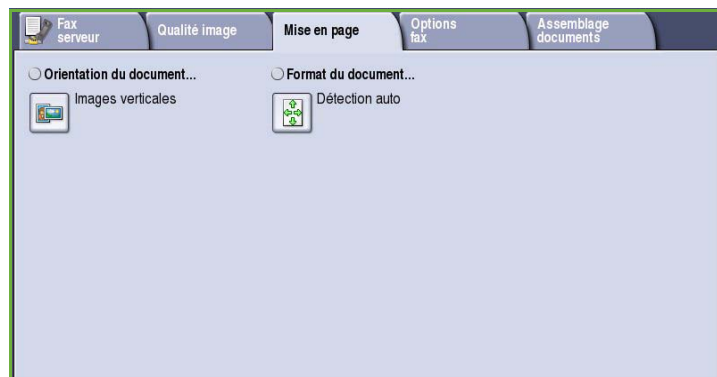 Fax
serveur
Qualité image
Mise en page
Options
fax
Assemblage
documents
Orientation du document...
Images verticales
Format du document...
Détection auto